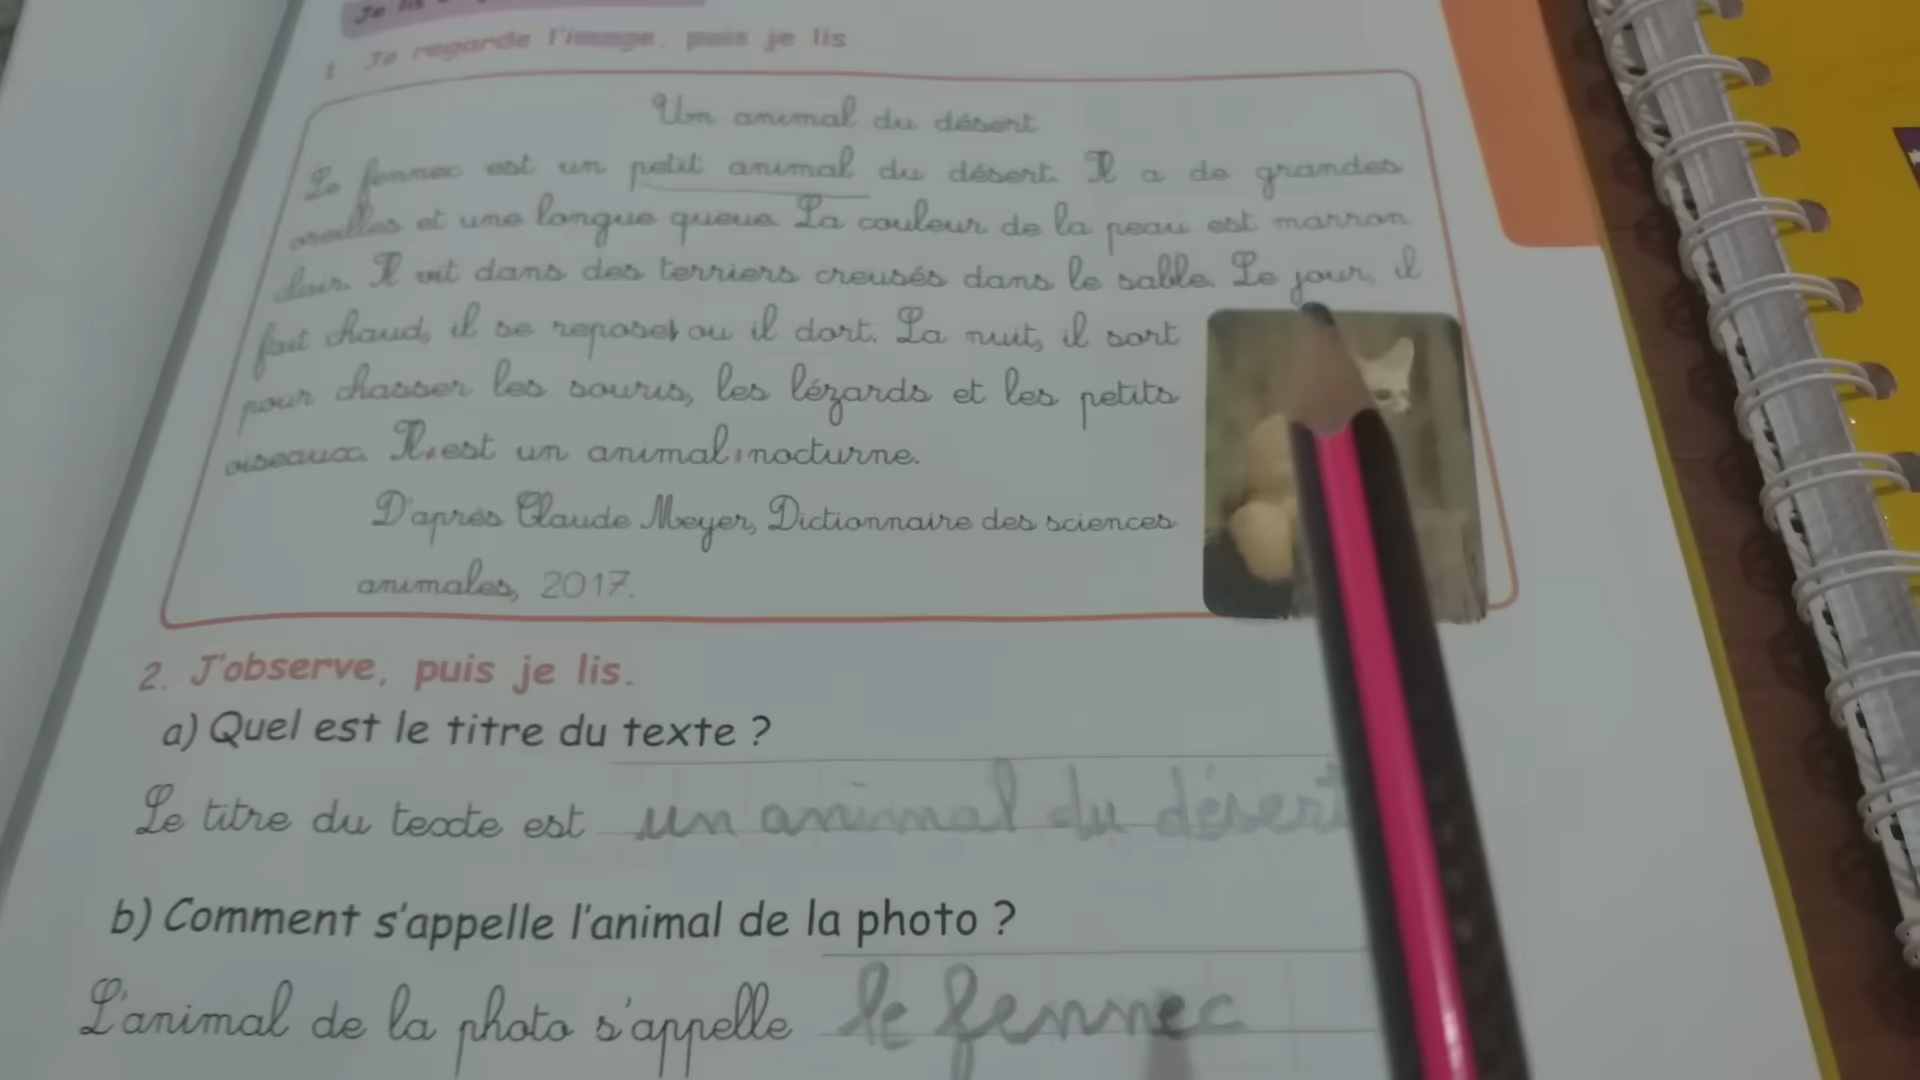 Je lis
1. Je regarde l'image, puis je lis
Un animal du désert
Le fennec est un petit animal du désert. Il a de grandes
oreilles et une longue queue. La couleur de la peau est marron
clair. Il vit dans des terriers creusés dans le sable. Le jour, il
fait chaud, il se repose ou il dort. La nuit, il sort
pour chasser les souris, les lézards et les petits
oiseaux. Il est un animal nocturne.
D'après Claude Meyer, Dictionnaire des sciences
animales, 2017.
2. J'observe, puis je lis.
a) Quel est le titre du texte ?
Le titre du texte est un animal du désert
b) Comment s'appelle l'animal de la photo ?
L'animal de la photo s'appelle le fennec